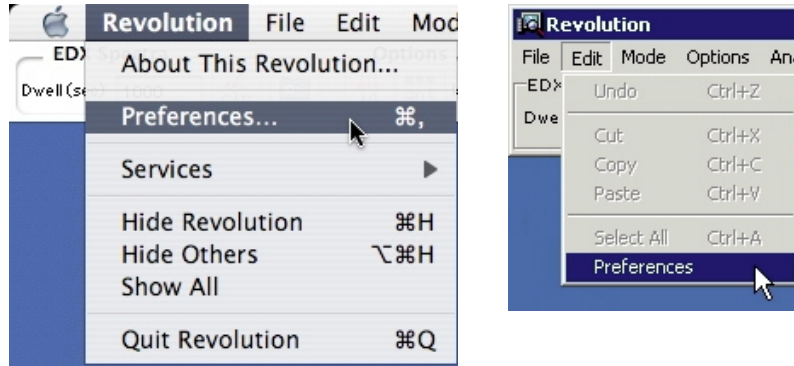 Revolution File Edit Mod
EDX
Dwell(se
About This Revolution...
Preferences... ⌘,
Services ▶
Hide Revolution ⌘H
Hide Others ⌥⌘H
Show All
Quit Revolution ⌘Q
Revolution
File Edit Mode Options An
EDX
Dwe
Undo Ctrl+Z
Cut Ctrl+X
Copy Ctrl+C
Paste Ctrl+V
Select All Ctrl+A
Preferences